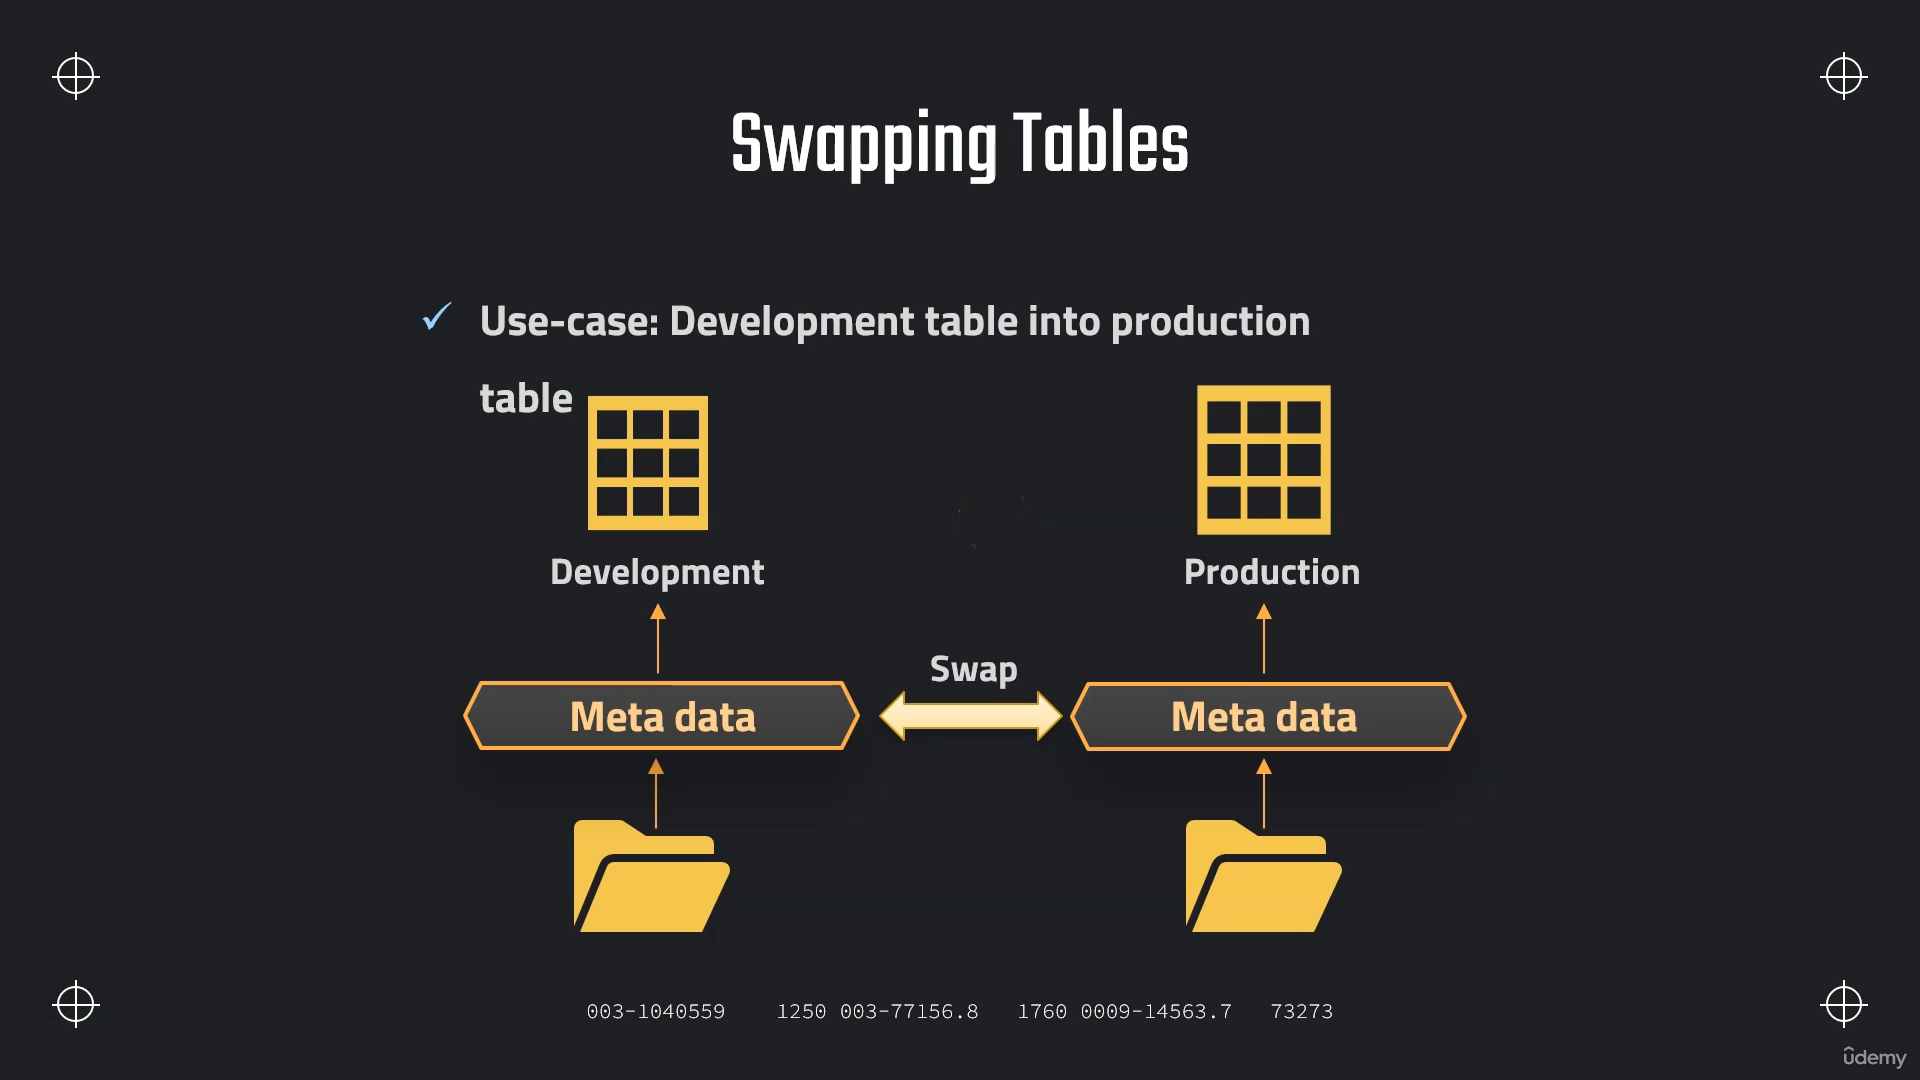 Swapping Tables
✓ Use-case: Development table into production
table
Development
Production
Swap
Meta data
Meta data
003-1040559 1250 003-77156.8 1760 0009-14563.7 73273
ûdemy